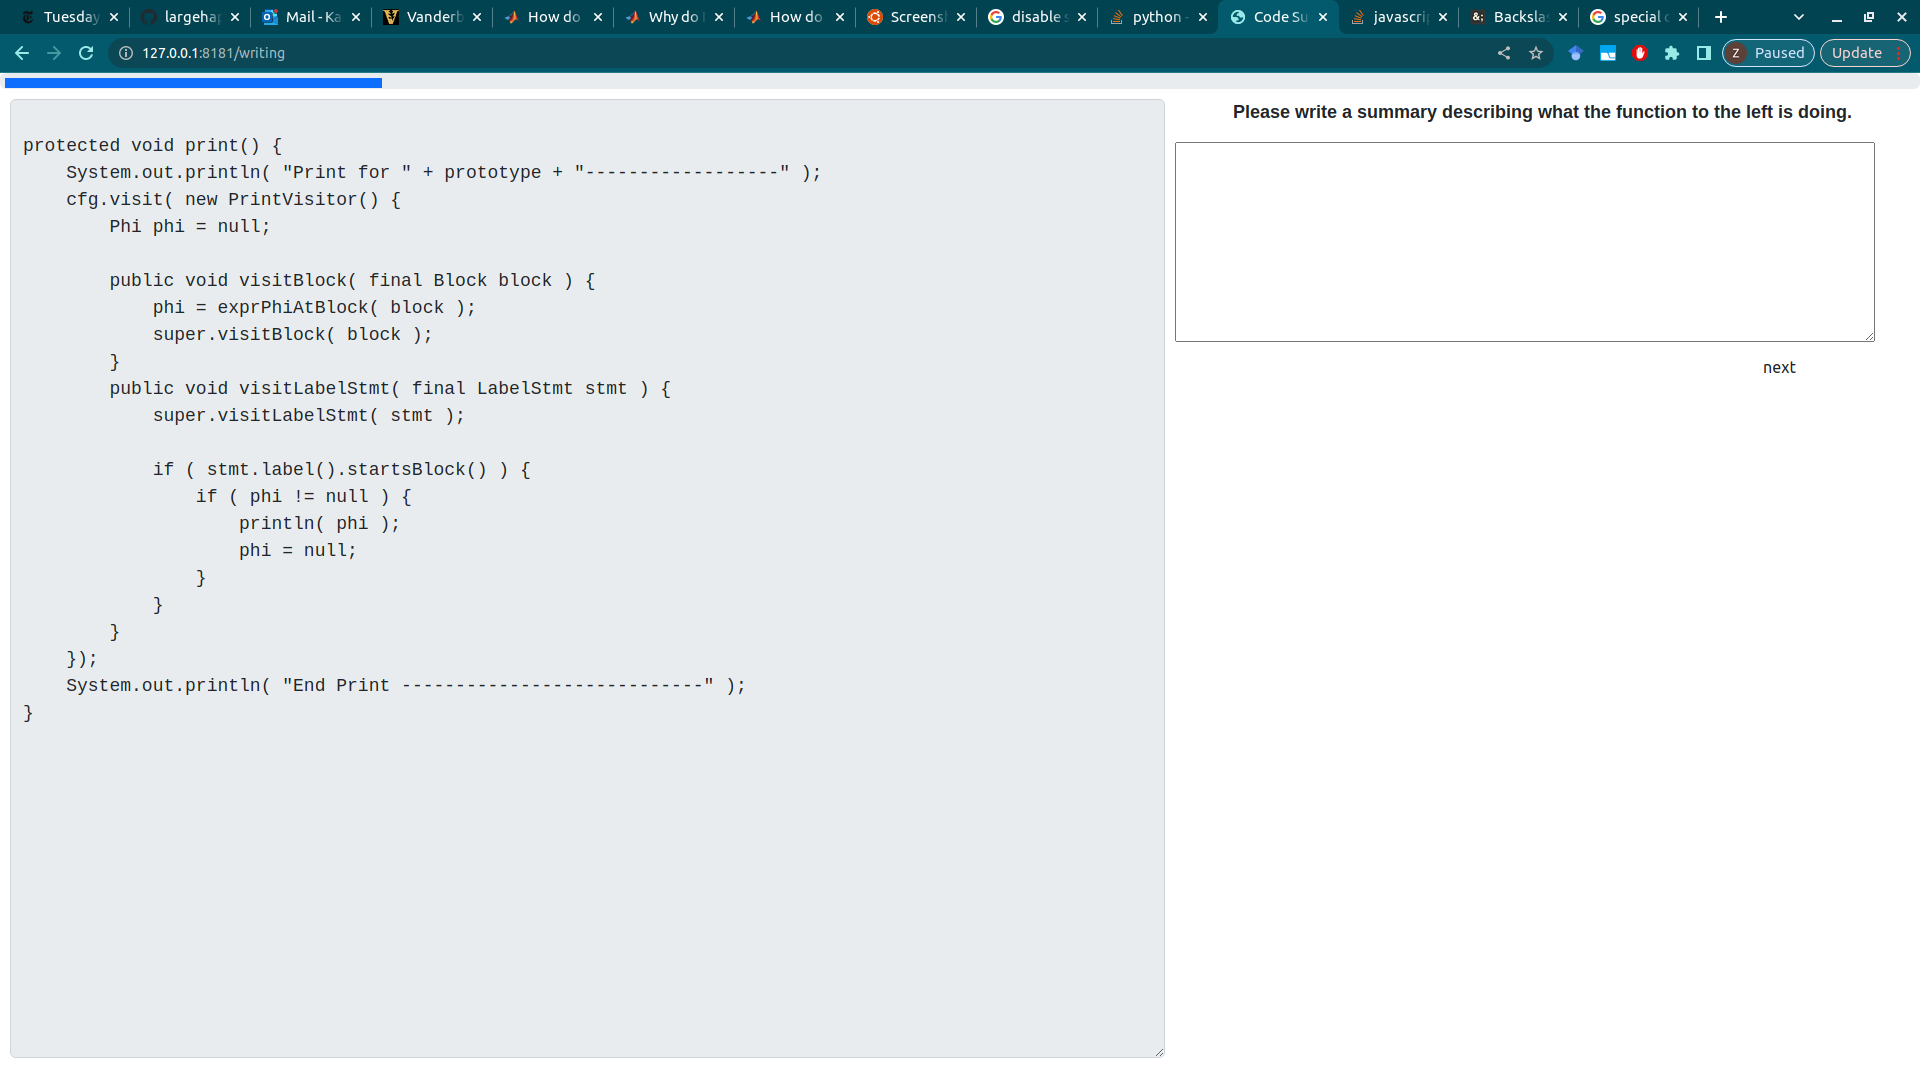 Tuesday
largehap
Mail - Ka
Vanderb
How do
Why do
How do
Screens
disable s
python -
Code Su
javascri
Backsla
special c
127.0.0.1:8181/writing
Z Paused
Update
Please write a summary describing what the function to the left is doing.
protected void print() {
    System.out.println( "Print for " + prototype + "------------------" );
    cfg.visit( new PrintVisitor() {
        Phi phi = null;
        public void visitBlock( final Block block ) {
            phi = exprPhiAtBlock( block );
            super.visitBlock( block );
        }
        public void visitLabelStmt( final LabelStmt stmt ) {
            super.visitLabelStmt( stmt );
            if ( stmt.label().startsBlock() ) {
                if ( phi != null ) {
                    println( phi );
                    phi = null;
                }
            }
        }
    });
    System.out.println( "End Print ----------------------------" );
}
next